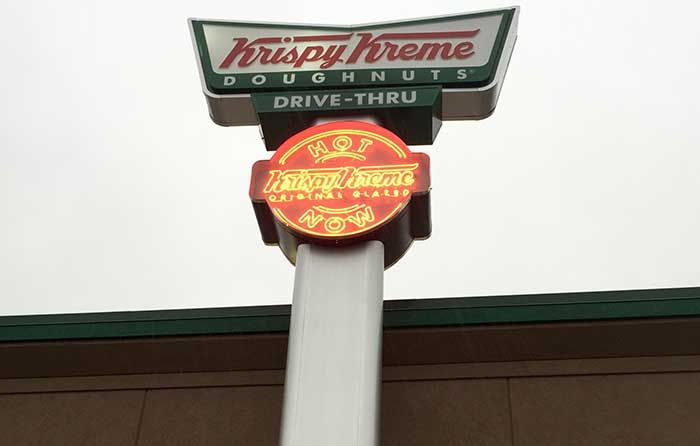 Krispy Kreme
DOUGHNUTS
DRIVE-THRU
HOT
Krispy Kreme
ORIGINAL GLAZED
NOW